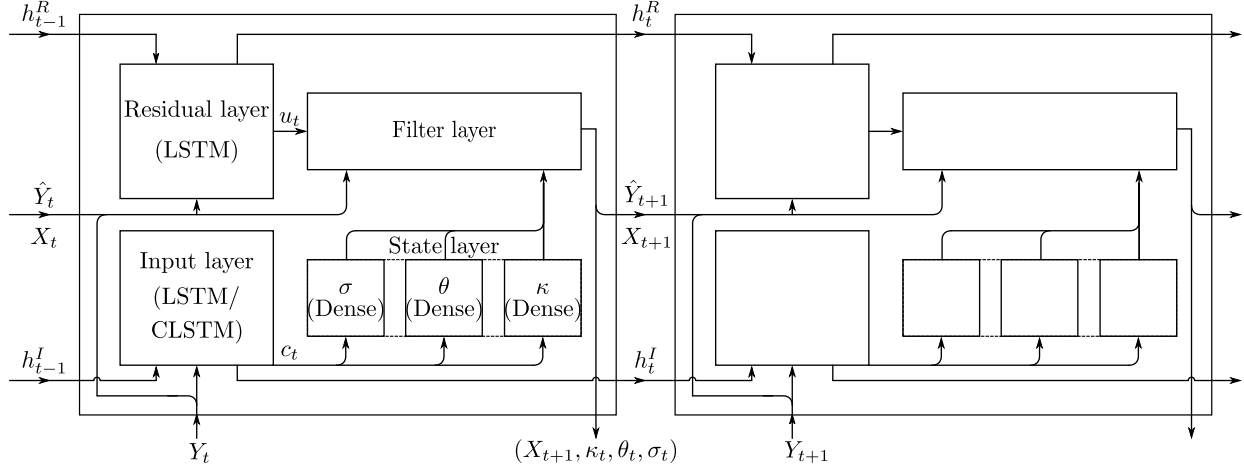 h^R_{t−1}
h^R_t
Residual layer
(LSTM)
u_t
Filter layer
Ŷ_t
X_t
Ŷ_{t+1}
X_{t+1}
Input layer
(LSTM/
CLSTM)
State layer
σ
(Dense)
θ
(Dense)
κ
(Dense)
c_t
h^I_{t−1}
h^I_t
Y_t
(X_{t+1}, κ_t, θ_t, σ_t)
Y_{t+1}